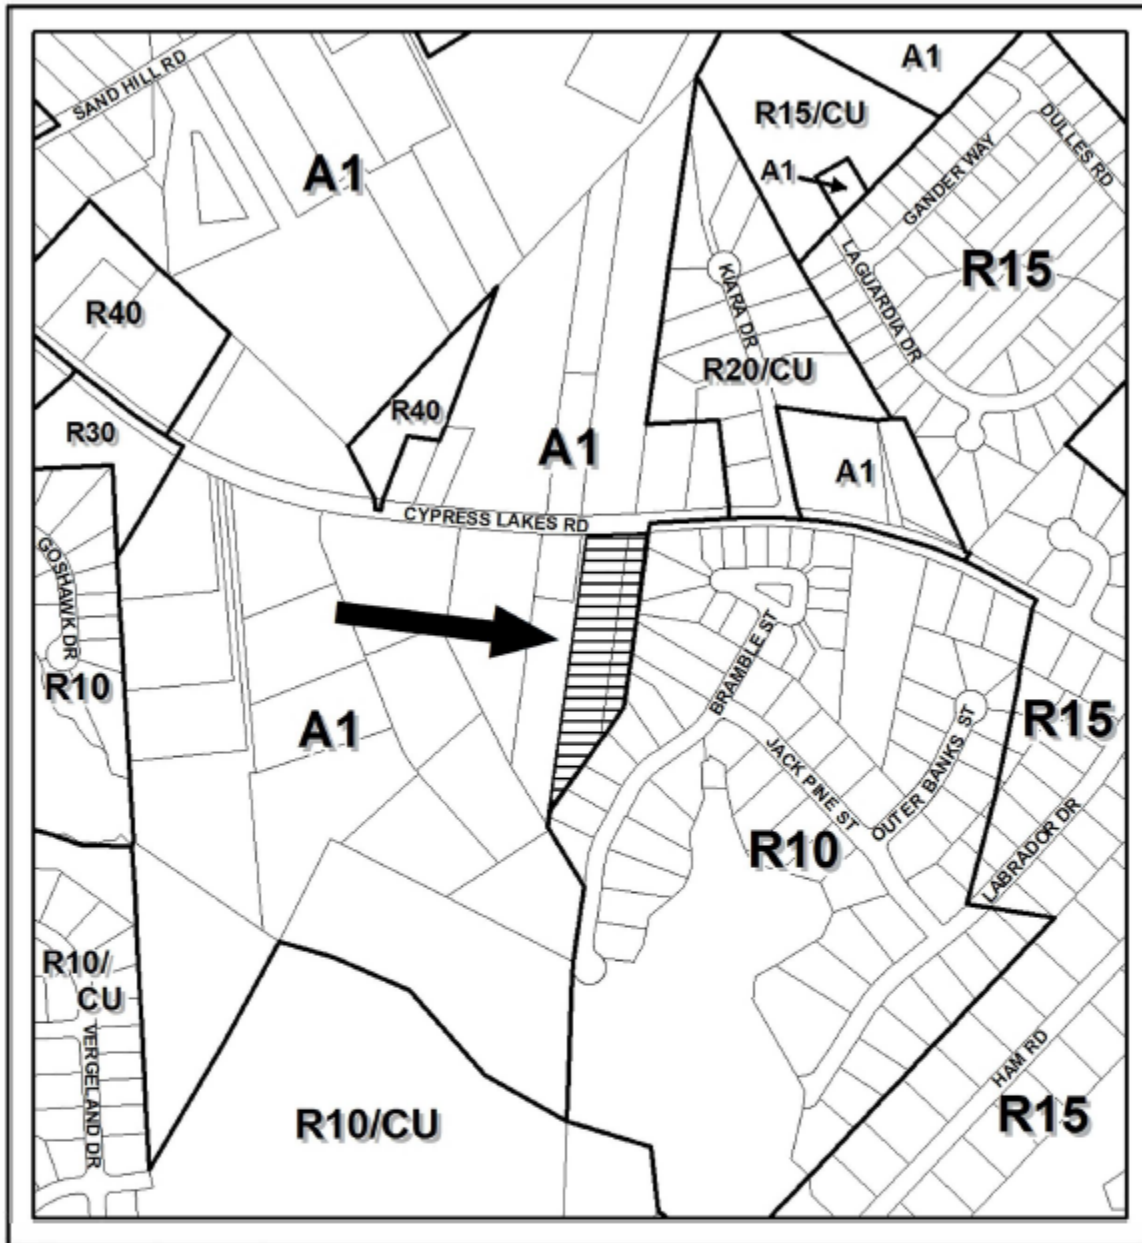 SAND HILL RD
A1
A1
R15/CU
A1
DULLES RD
GANDER WAY
R15
LAGUARDIA DR
KIARA DR
R40
R20/CU
R40
R30
A1
A1
CYPRESS LAKES RD
GOSHAWK DR
R10
A1
BRAMBLE ST
R15
OUTER BANKS ST
JACK PINE ST
LABRADOR DR
R10
R10/
CU
VERGELAND DR
HAM RD
R10/CU
R15